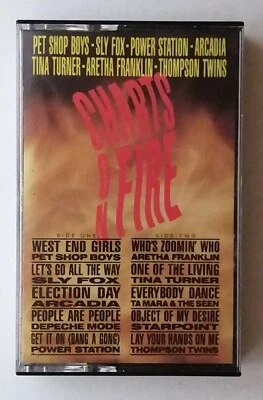 PET SHOP BOYS - SLY FOX - POWER STATION - ARCADIA
TINA TURNER - ARETHA FRANKLIN - THOMPSON TWINS
CHARTS
ON
FIRE
SIDE ONE
WEST END GIRLS
PET SHOP BOYS
LET'S GO ALL THE WAY
SLY FOX
ELECTION DAY
ARCADIA
PEOPLE ARE PEOPLE
DEPECHE MODE
GET IT ON (BANG A GONG)
POWER STATION
SIDE TWO
WHO'S ZOOMIN' WHO
ARETHA FRANKLIN
ONE OF THE LIVING
TINA TURNER
EVERYBODY DANCE
TA MARA & THE SEEN
OBJECT OF MY DESIRE
STARPOINT
LAY YOUR HANDS ON ME
THOMPSON TWINS